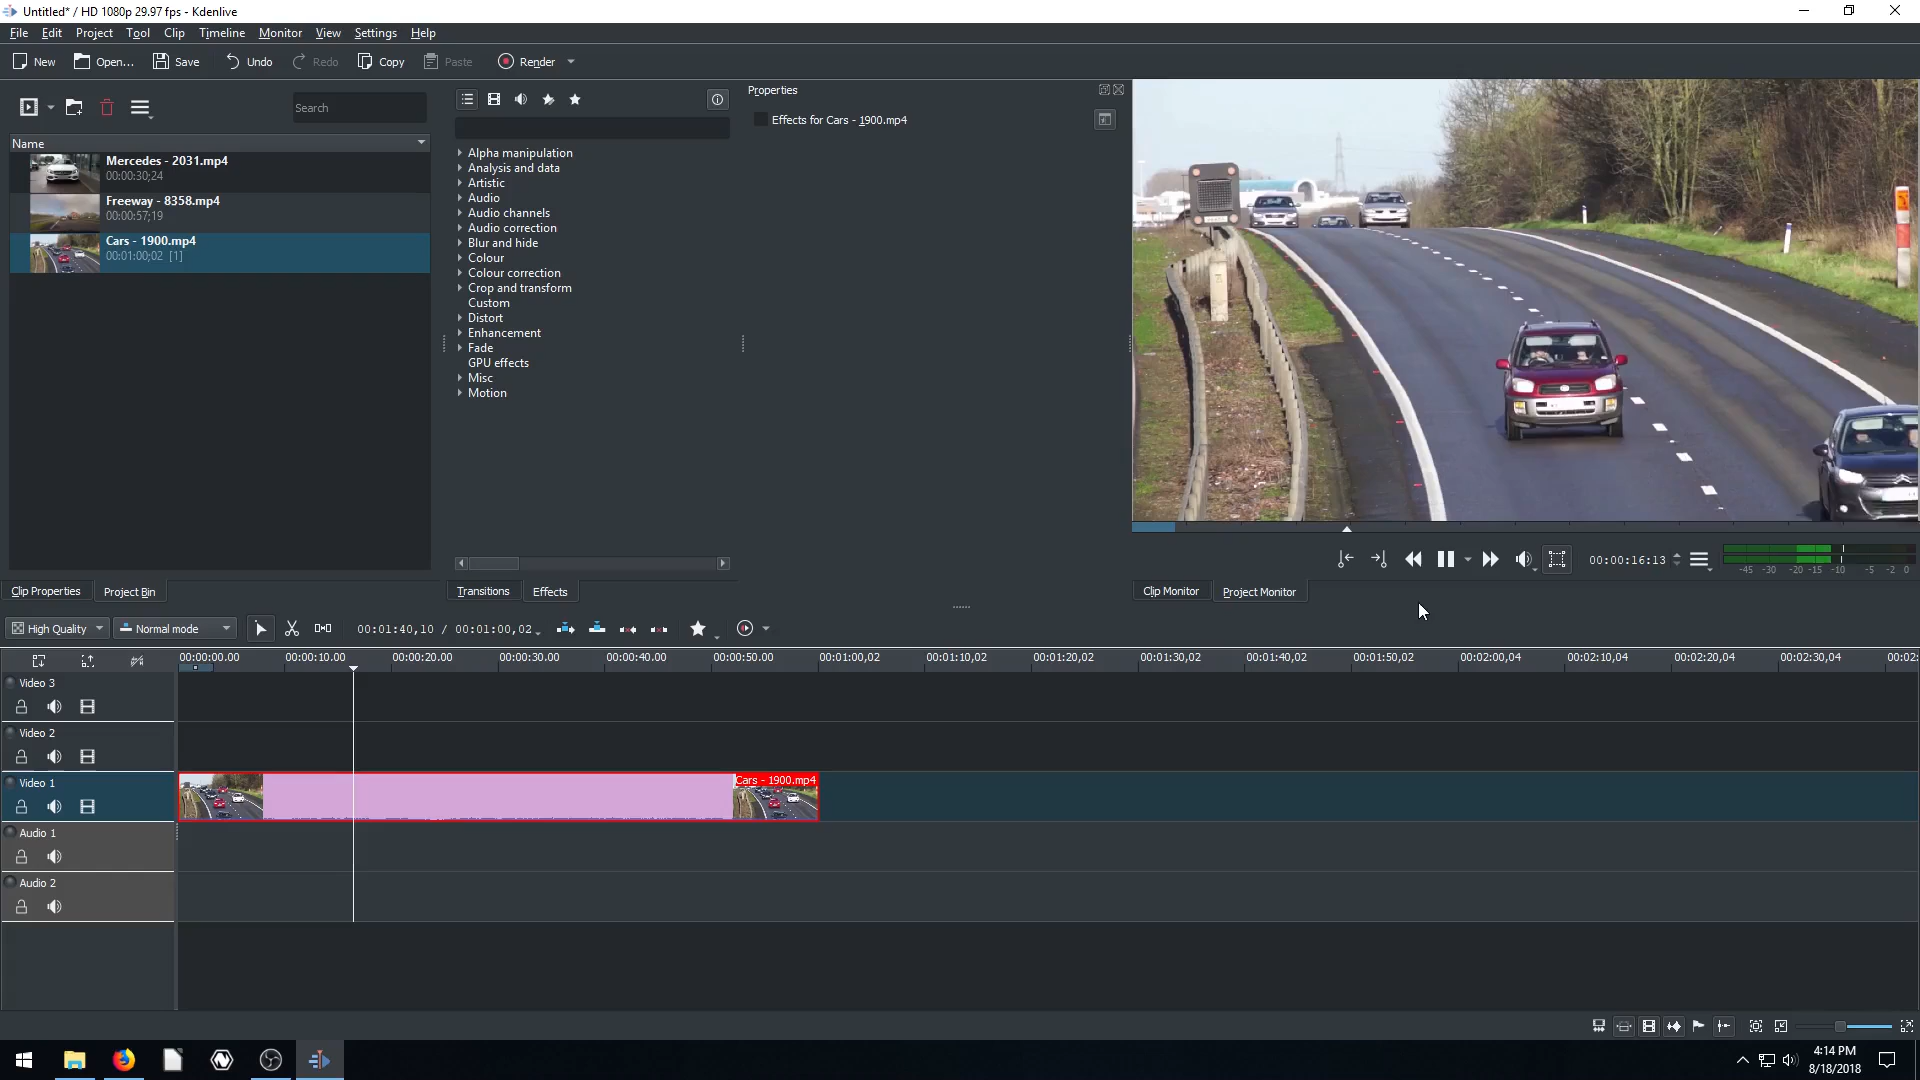 Untitled* / HD 1080p 29.97 fps - Kdenlive
File Edit Project Tool Clip Timeline Monitor View Settings Help
New Open... Save Undo Redo Copy Paste Render
Search
Name
Mercedes - 2031.mp4
00:00:30;24
Freeway - 8358.mp4
00:00:57;19
Cars - 1900.mp4
00:01:00;02 [1]
Clip Properties Project Bin
Alpha manipulation
Analysis and data
Artistic
Audio
Audio channels
Audio correction
Blur and hide
Colour
Colour correction
Crop and transform
Custom
Distort
Enhancement
Fade
GPU effects
Misc
Motion
Transitions Effects
Properties
Effects for Cars - 1900.mp4
00:00:16:13
-45 -30 -20 -15 -10 -5 -2 0
Clip Monitor Project Monitor
High Quality Normal mode 00:01:40,10 / 00:01:00,02
00:00:00.00 00:00:10.00 00:00:20.00 00:00:30.00 00:00:40.00 00:00:50.00 00:01:00,02 00:01:10,02 00:01:20,02 00:01:30,02 00:01:40,02 00:01:50,02 00:02:00,04 00:02:10,04 00:02:20,04 00:02:30,04 00:02:
Video 3
Video 2
Video 1
Cars - 1900.mp4
Audio 1
Audio 2
4:14 PM
8/18/2018